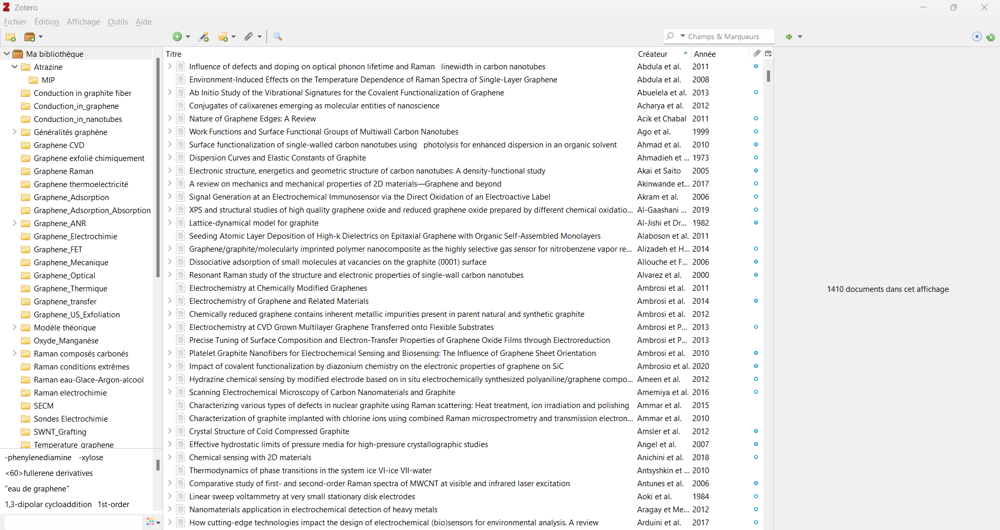 Zotero
Fichier Édition Affichage Outils Aide
Champs & Marqueurs
Ma bibliothèque
Atrazine
MIP
Conduction in graphite fiber
Conduction_in_graphene
Conduction_in_nanotubes
Généralités graphène
Graphene CVD
Graphene exfolié chimiquement
Graphene Raman
Graphene thermoelectricité
Graphene_Adsorption
Graphene_Adsorption_Absorption
Graphene_ANR
Graphene_Electrochimie
Graphene_FET
Graphene_Mecanique
Graphene_Optical
Graphene_Thermique
Graphene_transfer
Graphene_US_Exfoliation
Modèle théorique
Oxyde_Manganèse
Raman composés carbonés
Raman conditions extrêmes
Raman eau-Glace-Argon-alcool
Raman electrochimie
SECM
Sondes Electrochimie
SWNT_Grafting
Temperature graphene
-phenylenediamine -xylose
<60>fullerene derivatives
"eau de graphene"
1,3-dipolar cycloaddition 1st-order
Titre Créateur Année
Influence of defects and doping on optical phonon lifetime and Raman linewidth in carbon nanotubes Abdula et al. 2011
Environment-Induced Effects on the Temperature Dependence of Raman Spectra of Single-Layer Graphene Abdula et al. 2008
Ab Initio Study of the Vibrational Signatures for the Covalent Functionalization of Graphene Abuelela et al. 2013
Conjugates of calixarenes emerging as molecular entities of nanoscience Acharya et al. 2012
Nature of Graphene Edges: A Review Acik et Chabal 2011
Work Functions and Surface Functional Groups of Multiwall Carbon Nanotubes Ago et al. 1999
Surface functionalization of single-walled carbon nanotubes using photolysis for enhanced dispersion in an organic solvent Ahmad et al. 2010
Dispersion Curves and Elastic Constants of Graphite Ahmadieh et ... 1973
Electronic structure, energetics and geometric structure of carbon nanotubes: A density-functional study Akai et Saito 2005
A review on mechanics and mechanical properties of 2D materials—Graphene and beyond Akinwande et... 2017
Signal Generation at an Electrochemical Immunosensor via the Direct Oxidation of an Electroactive Label Akram et al. 2006
XPS and structural studies of high quality graphene oxide and reduced graphene oxide prepared by different chemical oxidatio... Al-Gaashani ... 2019
Lattice-dynamical model for graphite Al-Jishi et Dr... 1982
Seeding Atomic Layer Deposition of High-k Dielectrics on Epitaxial Graphene with Organic Self-Assembled Monolayers Alaboson et al. 2011
Graphene/graphite/molecularly imprinted polymer nanocomposite as the highly selective gas sensor for nitrobenzene vapor re... Alizadeh et H... 2014
Dissociative adsorption of small molecules at vacancies on the graphite (0001) surface Allouche et F... 2006
Resonant Raman study of the structure and electronic properties of single-wall carbon nanotubes Alvarez et al. 2000
Electrochemistry at Chemically Modified Graphenes Ambrosi et al. 2011
Electrochemistry of Graphene and Related Materials Ambrosi et al. 2014
Chemically reduced graphene contains inherent metallic impurities present in parent natural and synthetic graphite Ambrosi et al. 2012
Electrochemistry at CVD Grown Multilayer Graphene Transferred onto Flexible Substrates Ambrosi et P... 2013
Precise Tuning of Surface Composition and Electron-Transfer Properties of Graphene Oxide Films through Electroreduction Ambrosi et P... 2013
Platelet Graphite Nanofibers for Electrochemical Sensing and Biosensing: The Influence of Graphene Sheet Orientation Ambrosi et al. 2010
Impact of covalent functionalization by diazonium chemistry on the electronic properties of graphene on SiC Ambrosio et al. 2020
Hydrazine chemical sensing by modified electrode based on in situ electrochemically synthesized polyaniline/graphene compo... Ameen et al. 2012
Scanning Electrochemical Microscopy of Carbon Nanomaterials and Graphite Amemiya et al. 2016
Characterizing various types of defects in nuclear graphite using Raman scattering: Heat treatment, ion irradiation and polishing Ammar et al. 2015
Characterization of graphite implanted with chlorine ions using combined Raman microspectrometry and transmission electron... Ammar et al. 2010
Crystal Structure of Cold Compressed Graphite Amsler et al. 2012
Effective hydrostatic limits of pressure media for high-pressure crystallographic studies Angel et al. 2007
Chemical sensing with 2D materials Anichini et al. 2018
Thermodynamics of phase transitions in the system ice VI-ice VII-water Antsyshkin et ... 2010
Comparative study of first- and second-order Raman spectra of MWCNT at visible and infrared laser excitation Antunes et al. 2006
Linear sweep voltammetry at very small stationary disk electrodes Aoki et al. 1984
Nanomaterials application in electrochemical detection of heavy metals Aragay et Me... 2012
How cutting-edge technologies impact the design of electrochemical (bio)sensors for environmental analysis. A review Arduini et al. 2017
1410 documents dans cet affichage